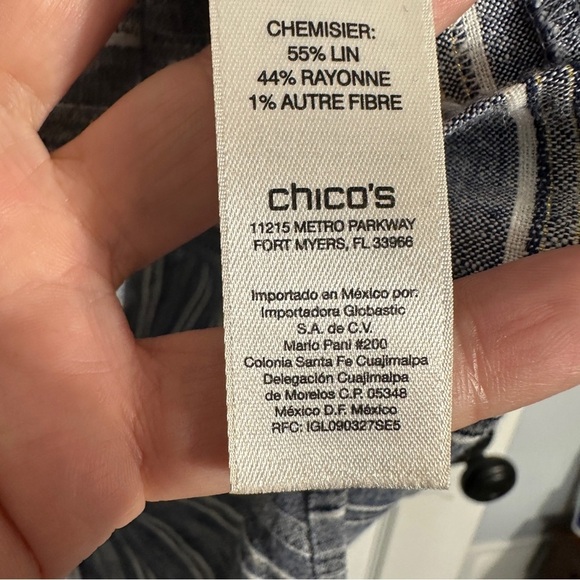 CHEMISIER:
55% LIN
44% RAYONNE
1% AUTRE FIBRE
chico's
11215 METRO PARKWAY
FORT MYERS, FL 33966
Importado en México por:
Importadora Globastic
S.A. de C.V.
Mario Pani #200
Colonia Santa Fe Cuajimalpa
Delegación Cuajimalpa
de Morelos C.P. 05348
México D.F. México
RFC: IGL090327SE5